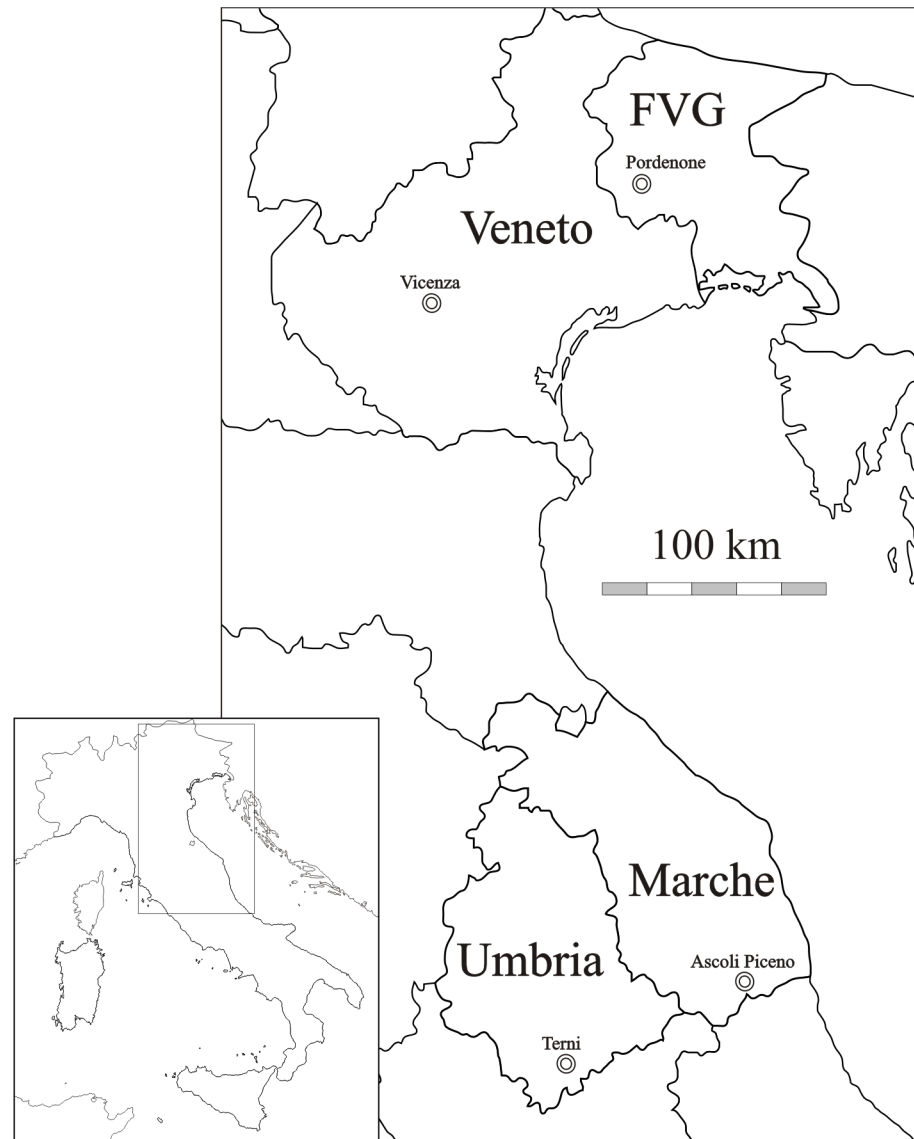 FVG
Pordenone
Veneto
Vicenza
100 km
Marche
Umbria
Ascoli Piceno
Terni